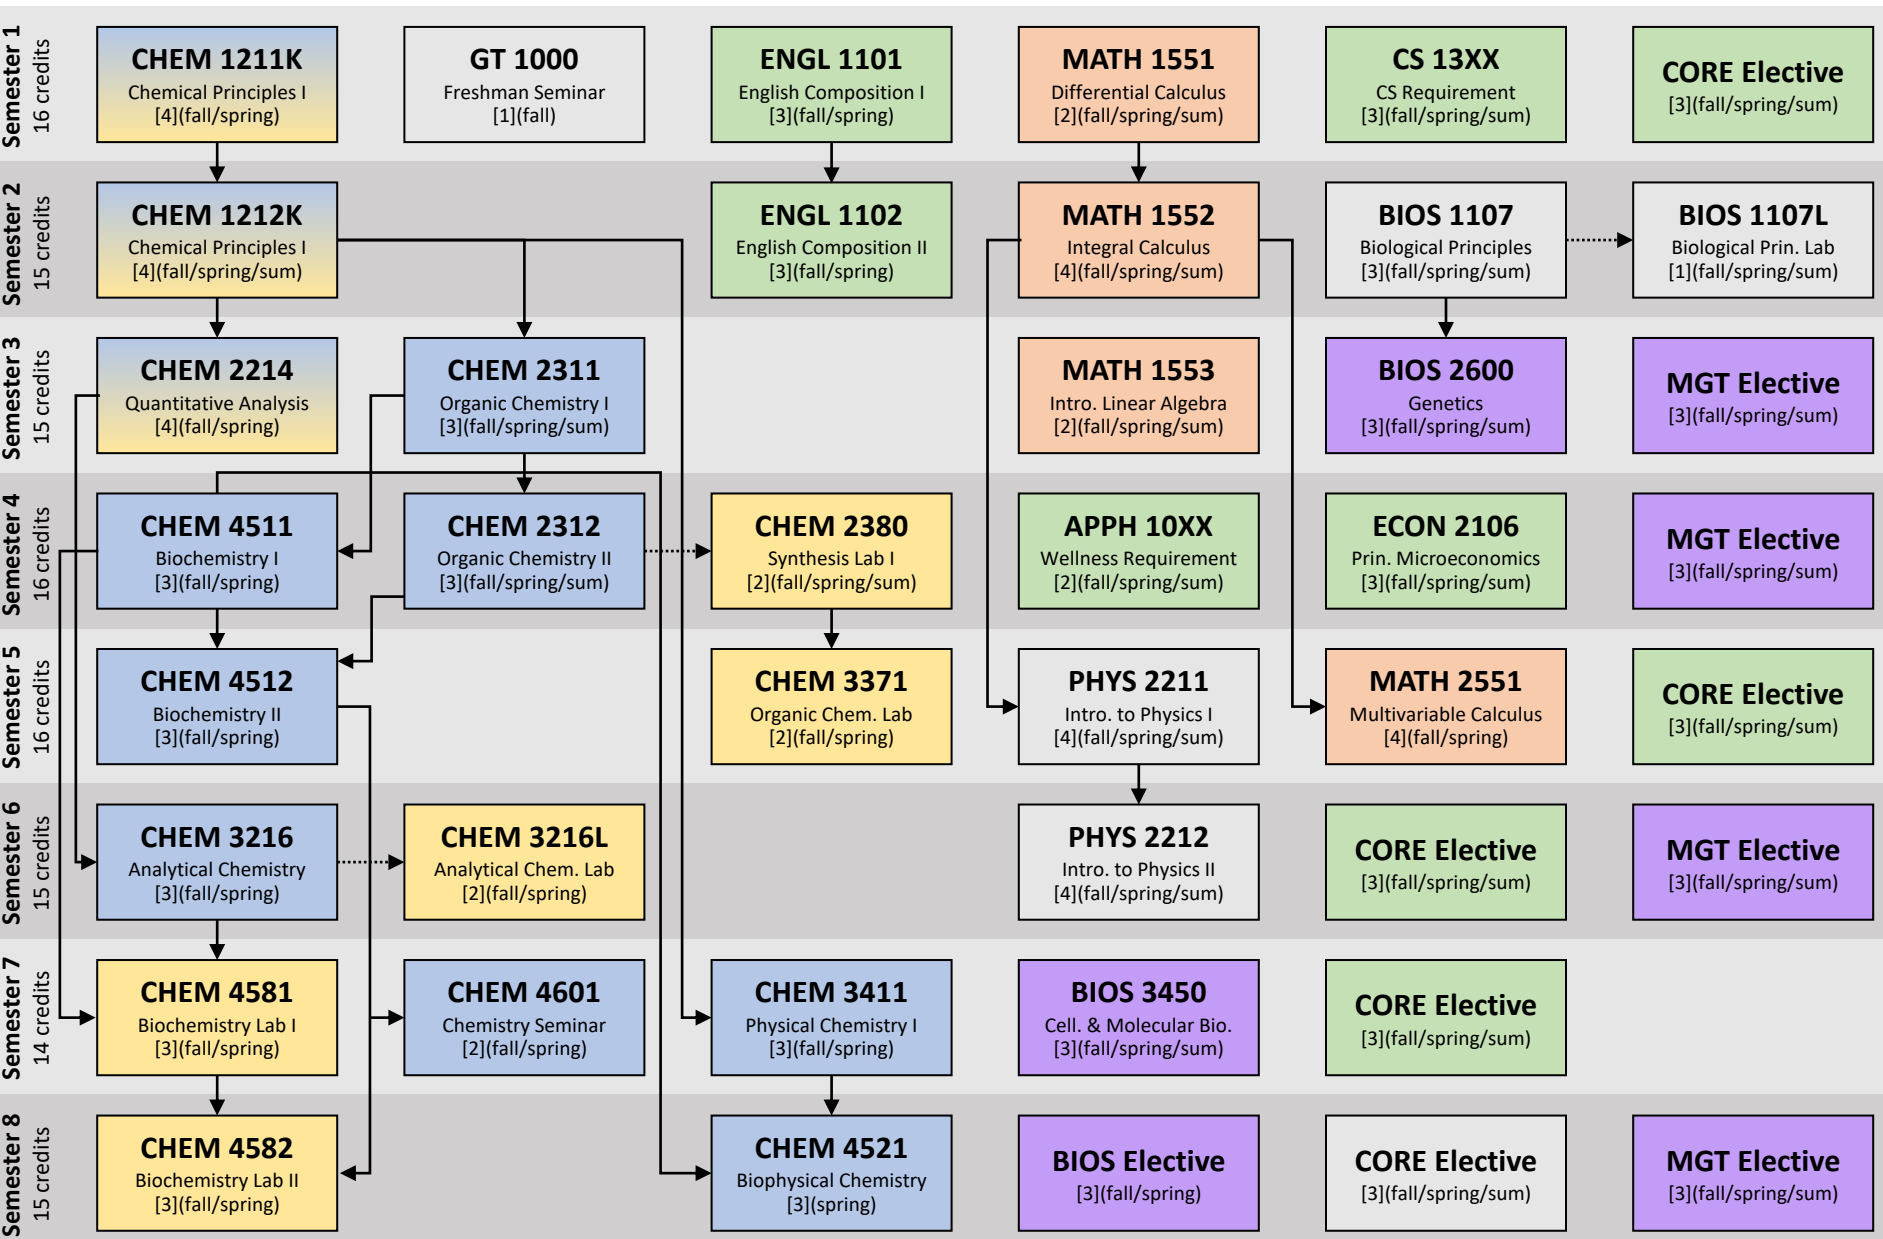 Semester 1
16 credits
CHEM 1211K
Chemical Principles I
[4](fall/spring)
GT 1000
Freshman Seminar
[1](fall)
ENGL 1101
English Composition I
[3](fall/spring)
MATH 1551
Differential Calculus
[2](fall/spring/sum)
CS 13XX
CS Requirement
[3](fall/spring/sum)
CORE Elective
[3](fall/spring/sum)
Semester 2
15 credits
CHEM 1212K
Chemical Principles I
[4](fall/spring/sum)
ENGL 1102
English Composition II
[3](fall/spring)
MATH 1552
Integral Calculus
[4](fall/spring/sum)
BIOS 1107
Biological Principles
[3](fall/spring/sum)
BIOS 1107L
Biological Prin. Lab
[1](fall/spring/sum)
Semester 3
15 credits
CHEM 2214
Quantitative Analysis
[4](fall/spring)
CHEM 2311
Organic Chemistry I
[3](fall/spring/sum)
MATH 1553
Intro. Linear Algebra
[2](fall/spring/sum)
BIOS 2600
Genetics
[3](fall/spring/sum)
MGT Elective
[3](fall/spring/sum)
Semester 4
16 credits
CHEM 4511
Biochemistry I
[3](fall/spring)
CHEM 2312
Organic Chemistry II
[3](fall/spring/sum)
CHEM 2380
Synthesis Lab I
[2](fall/spring/sum)
APPH 10XX
Wellness Requirement
[2](fall/spring/sum)
ECON 2106
Prin. Microeconomics
[3](fall/spring/sum)
MGT Elective
[3](fall/spring/sum)
Semester 5
16 credits
CHEM 4512
Biochemistry II
[3](fall/spring)
CHEM 3371
Organic Chem. Lab
[2](fall/spring)
PHYS 2211
Intro. to Physics I
[4](fall/spring/sum)
MATH 2551
Multivariable Calculus
[4](fall/spring)
CORE Elective
[3](fall/spring/sum)
Semester 6
15 credits
CHEM 3216
Analytical Chemistry
[3](fall/spring)
CHEM 3216L
Analytical Chem. Lab
[2](fall/spring)
PHYS 2212
Intro. to Physics II
[4](fall/spring/sum)
CORE Elective
[3](fall/spring/sum)
MGT Elective
[3](fall/spring/sum)
Semester 7
14 credits
CHEM 4581
Biochemistry Lab I
[3](fall/spring)
CHEM 4601
Chemistry Seminar
[2](fall/spring)
CHEM 3411
Physical Chemistry I
[3](fall/spring)
BIOS 3450
Cell. & Molecular Bio.
[3](fall/spring/sum)
CORE Elective
[3](fall/spring/sum)
Semester 8
15 credits
CHEM 4582
Biochemistry Lab II
[3](fall/spring)
CHEM 4521
Biophysical Chemistry
[3](spring)
BIOS Elective
[3](fall/spring)
CORE Elective
[3](fall/spring/sum)
MGT Elective
[3](fall/spring/sum)